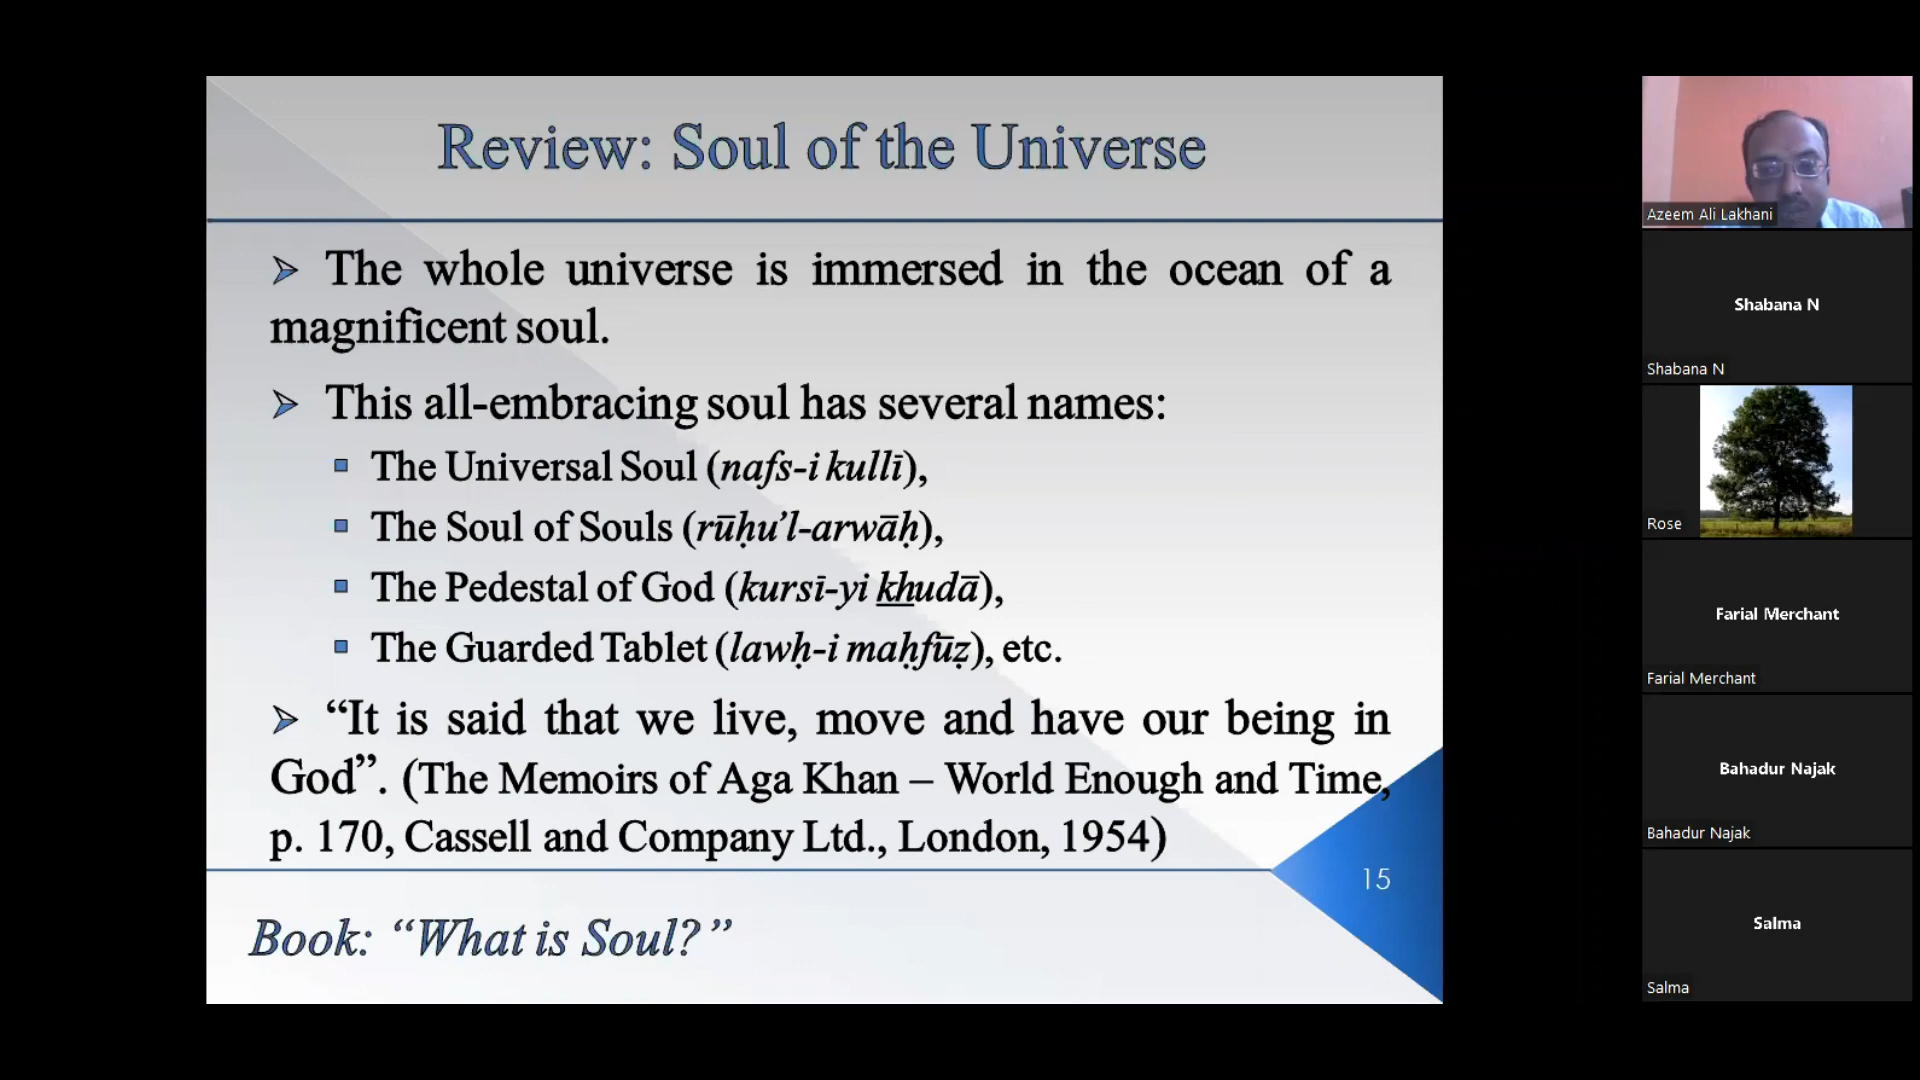 Review: Soul of the Universe
➢ The whole universe is immersed in the ocean of a
magnificent soul.
➢ This all-embracing soul has several names:
▪ The Universal Soul (nafs-i kullī),
▪ The Soul of Souls (rūḥu’l-arwāḥ),
▪ The Pedestal of God (kursī-yi khudā),
▪ The Guarded Tablet (lawḥ-i maḥfūẓ), etc.
➢ “It is said that we live, move and have our being in
God”. (The Memoirs of Aga Khan – World Enough and Time,
p. 170, Cassell and Company Ltd., London, 1954)
15
Book: “What is Soul?”
Azeem Ali Lakhani
Shabana N
Shabana N
Rose
Farial Merchant
Farial Merchant
Bahadur Najak
Bahadur Najak
Salma
Salma